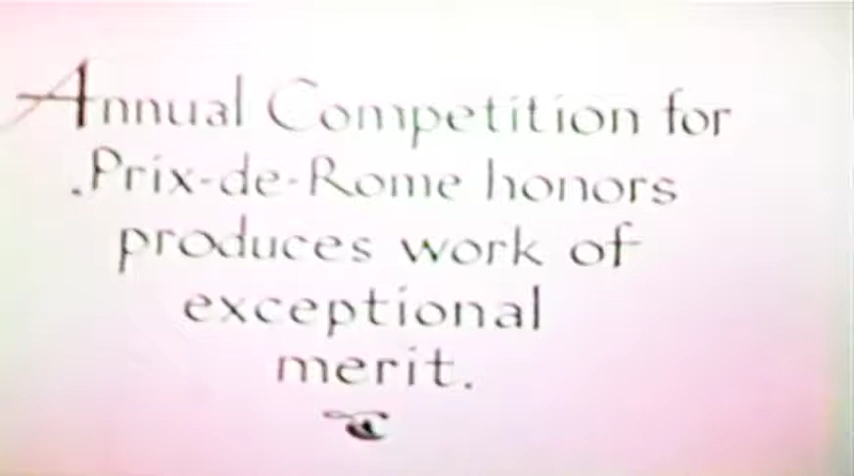 Annual Competition for
Prix-de-Rome honors
produces work of
exceptional
merit.